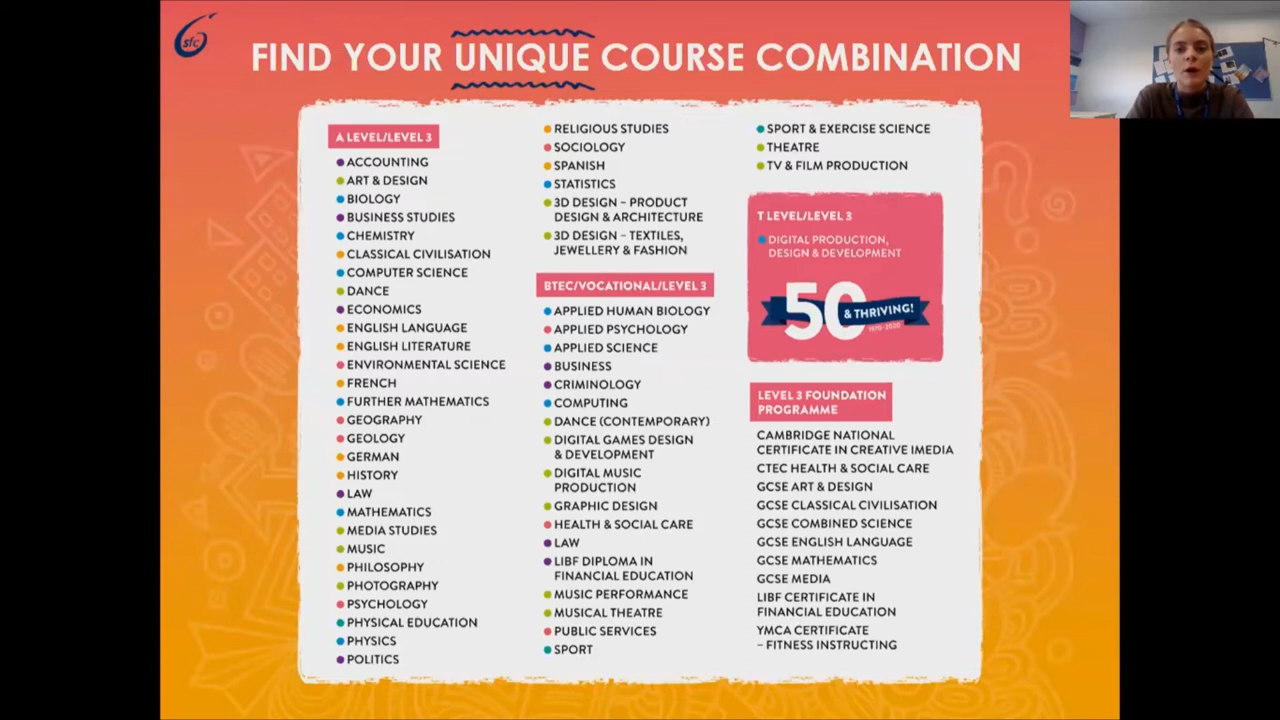 sfc
FIND YOUR UNIQUE COURSE COMBINATION
A LEVEL/LEVEL 3
ACCOUNTING
ART & DESIGN
BIOLOGY
BUSINESS STUDIES
CHEMISTRY
CLASSICAL CIVILISATION
COMPUTER SCIENCE
DANCE
ECONOMICS
ENGLISH LANGUAGE
ENGLISH LITERATURE
ENVIRONMENTAL SCIENCE
FRENCH
FURTHER MATHEMATICS
GEOGRAPHY
GEOLOGY
GERMAN
HISTORY
LAW
MATHEMATICS
MEDIA STUDIES
MUSIC
PHILOSOPHY
PHOTOGRAPHY
PSYCHOLOGY
PHYSICAL EDUCATION
PHYSICS
POLITICS
RELIGIOUS STUDIES
SOCIOLOGY
SPANISH
STATISTICS
3D DESIGN – PRODUCT
DESIGN & ARCHITECTURE
3D DESIGN – TEXTILES,
JEWELLERY & FASHION
BTEC/VOCATIONAL/LEVEL 3
APPLIED HUMAN BIOLOGY
APPLIED PSYCHOLOGY
APPLIED SCIENCE
BUSINESS
CRIMINOLOGY
COMPUTING
DANCE (CONTEMPORARY)
DIGITAL GAMES DESIGN
& DEVELOPMENT
DIGITAL MUSIC
PRODUCTION
GRAPHIC DESIGN
HEALTH & SOCIAL CARE
LAW
LIBF DIPLOMA IN
FINANCIAL EDUCATION
MUSIC PERFORMANCE
MUSICAL THEATRE
PUBLIC SERVICES
SPORT
SPORT & EXERCISE SCIENCE
THEATRE
TV & FILM PRODUCTION
T LEVEL/LEVEL 3
DIGITAL PRODUCTION,
DESIGN & DEVELOPMENT
50
& THRIVING!
1970-2020
LEVEL 3 FOUNDATION
PROGRAMME
CAMBRIDGE NATIONAL
CERTIFICATE IN CREATIVE IMEDIA
CTEC HEALTH & SOCIAL CARE
GCSE ART & DESIGN
GCSE CLASSICAL CIVILISATION
GCSE COMBINED SCIENCE
GCSE ENGLISH LANGUAGE
GCSE MATHEMATICS
GCSE MEDIA
LIBF CERTIFICATE IN
FINANCIAL EDUCATION
YMCA CERTIFICATE
– FITNESS INSTRUCTING